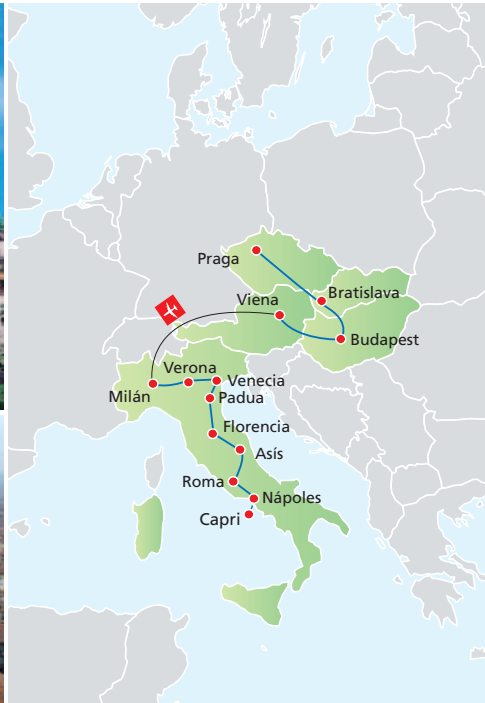 Praga
Viena
Bratislava
Budapest
Verona
Milán
Venecia
Padua
Florencia
Asís
Roma
Nápoles
Capri